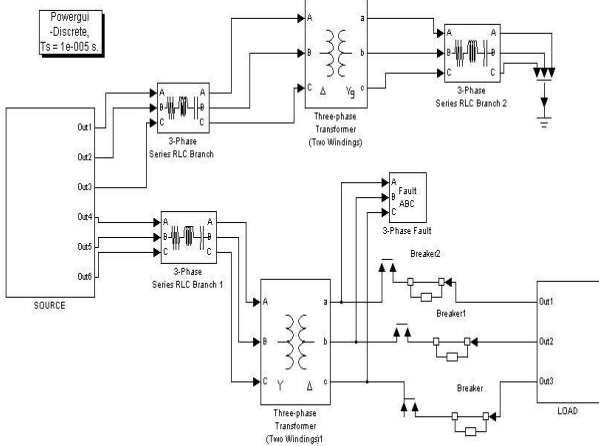 Powergui
-Discrete,
Ts = 1e-005 s.
A
B
C
3-Phase
Series RLC Branch
A
B
C
Δ
Yg
a
b
c
Three-phase
Transformer
(Two Windings)
A
B
C
3-Phase
Series RLC Branch 2
Out1
Out2
Out3
Out4
Out5
Out6
SOURCE
A
B
C
A
B
C
3-Phase
Series RLC Branch 1
A
B
C
Fault
ABC
3-Phase Fault
A
B
C
Y
Δ
a
b
c
Three-phase
Transformer
(Two Windings)1
Breaker2
Breaker1
Breaker
Out1
Out2
Out3
LOAD